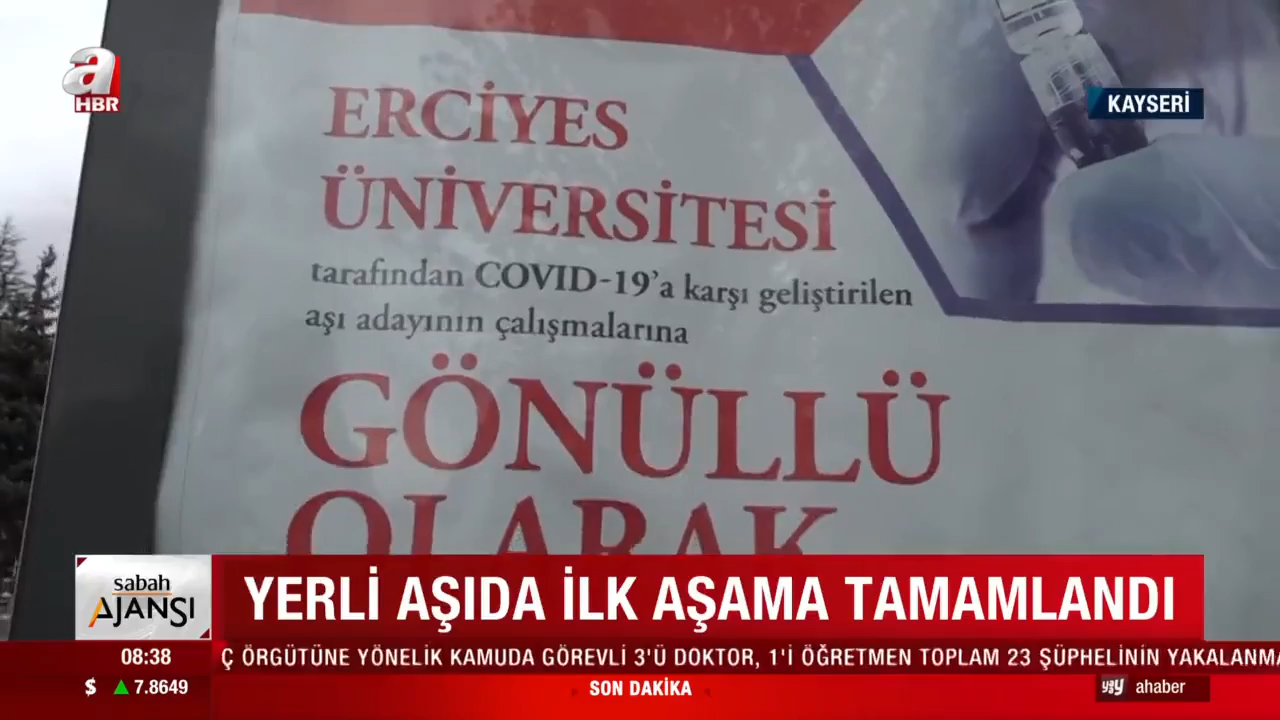 a
HBR
KAYSERİ
ERCİYES
ÜNİVERSİTESİ
tarafından COVID-19'a karşı geliştirilen
aşı adayının çalışmalarına
GÖNÜLLÜ
OLARAK
sabah
AJANSI
YERLİ AŞIDA İLK AŞAMA TAMAMLANDI
08:38
Ç ÖRGÜTÜNE YÖNELİK KAMUDA GÖREVLİ 3'Ü DOKTOR, 1'İ ÖĞRETMEN TOPLAM 23 ŞÜPHELİNİN YAKALANMA
$ ▲ 7.8649
SON DAKİKA
ahaber